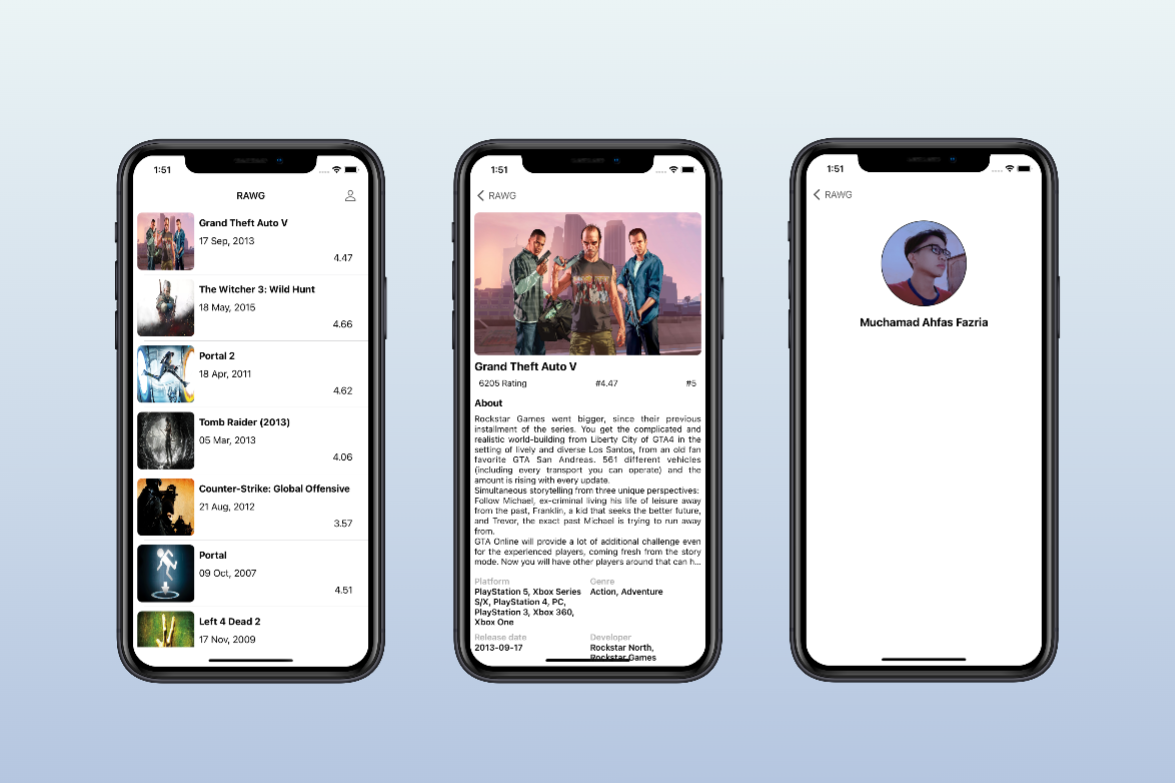 1:51
RAWG
Grand Theft Auto V
17 Sep, 2013
4.47
The Witcher 3: Wild Hunt
18 May, 2015
4.66
Portal 2
18 Apr, 2011
4.62
Tomb Raider (2013)
05 Mar, 2013
4.06
Counter-Strike: Global Offensive
21 Aug, 2012
3.57
Portal
09 Oct, 2007
4.51
Left 4 Dead 2
17 Nov, 2009
1:51
RAWG
Grand Theft Auto V
6205 Rating #4.47 #5
About
Rockstar Games went bigger, since their previous
installment of the series. You get the complicated and
realistic world-building from Liberty City of GTA4 in the
setting of lively and diverse Los Santos, from an old fan
favorite GTA San Andreas. 561 different vehicles
(including every transport you can operate) and the
amount is rising with every update.
Simultaneous storytelling from three unique perspectives:
Follow Michael, ex-criminal living his life of leisure away
from the past, Franklin, a kid that seeks the better future,
and Trevor, the exact past Michael is trying to run away
from.
GTA Online will provide a lot of additional challenge even
for the experienced players, coming fresh from the story
mode. Now you will have other players around that can h...
Platform
PlayStation 5, Xbox Series
S/X, PlayStation 4, PC,
PlayStation 3, Xbox 360,
Xbox One
Genre
Action, Adventure
Release date
2013-09-17
Developer
Rockstar North,
Rockstar Games
1:51
RAWG
Muchamad Ahfas Fazria